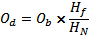 O_d = O_b × H_f / H_N